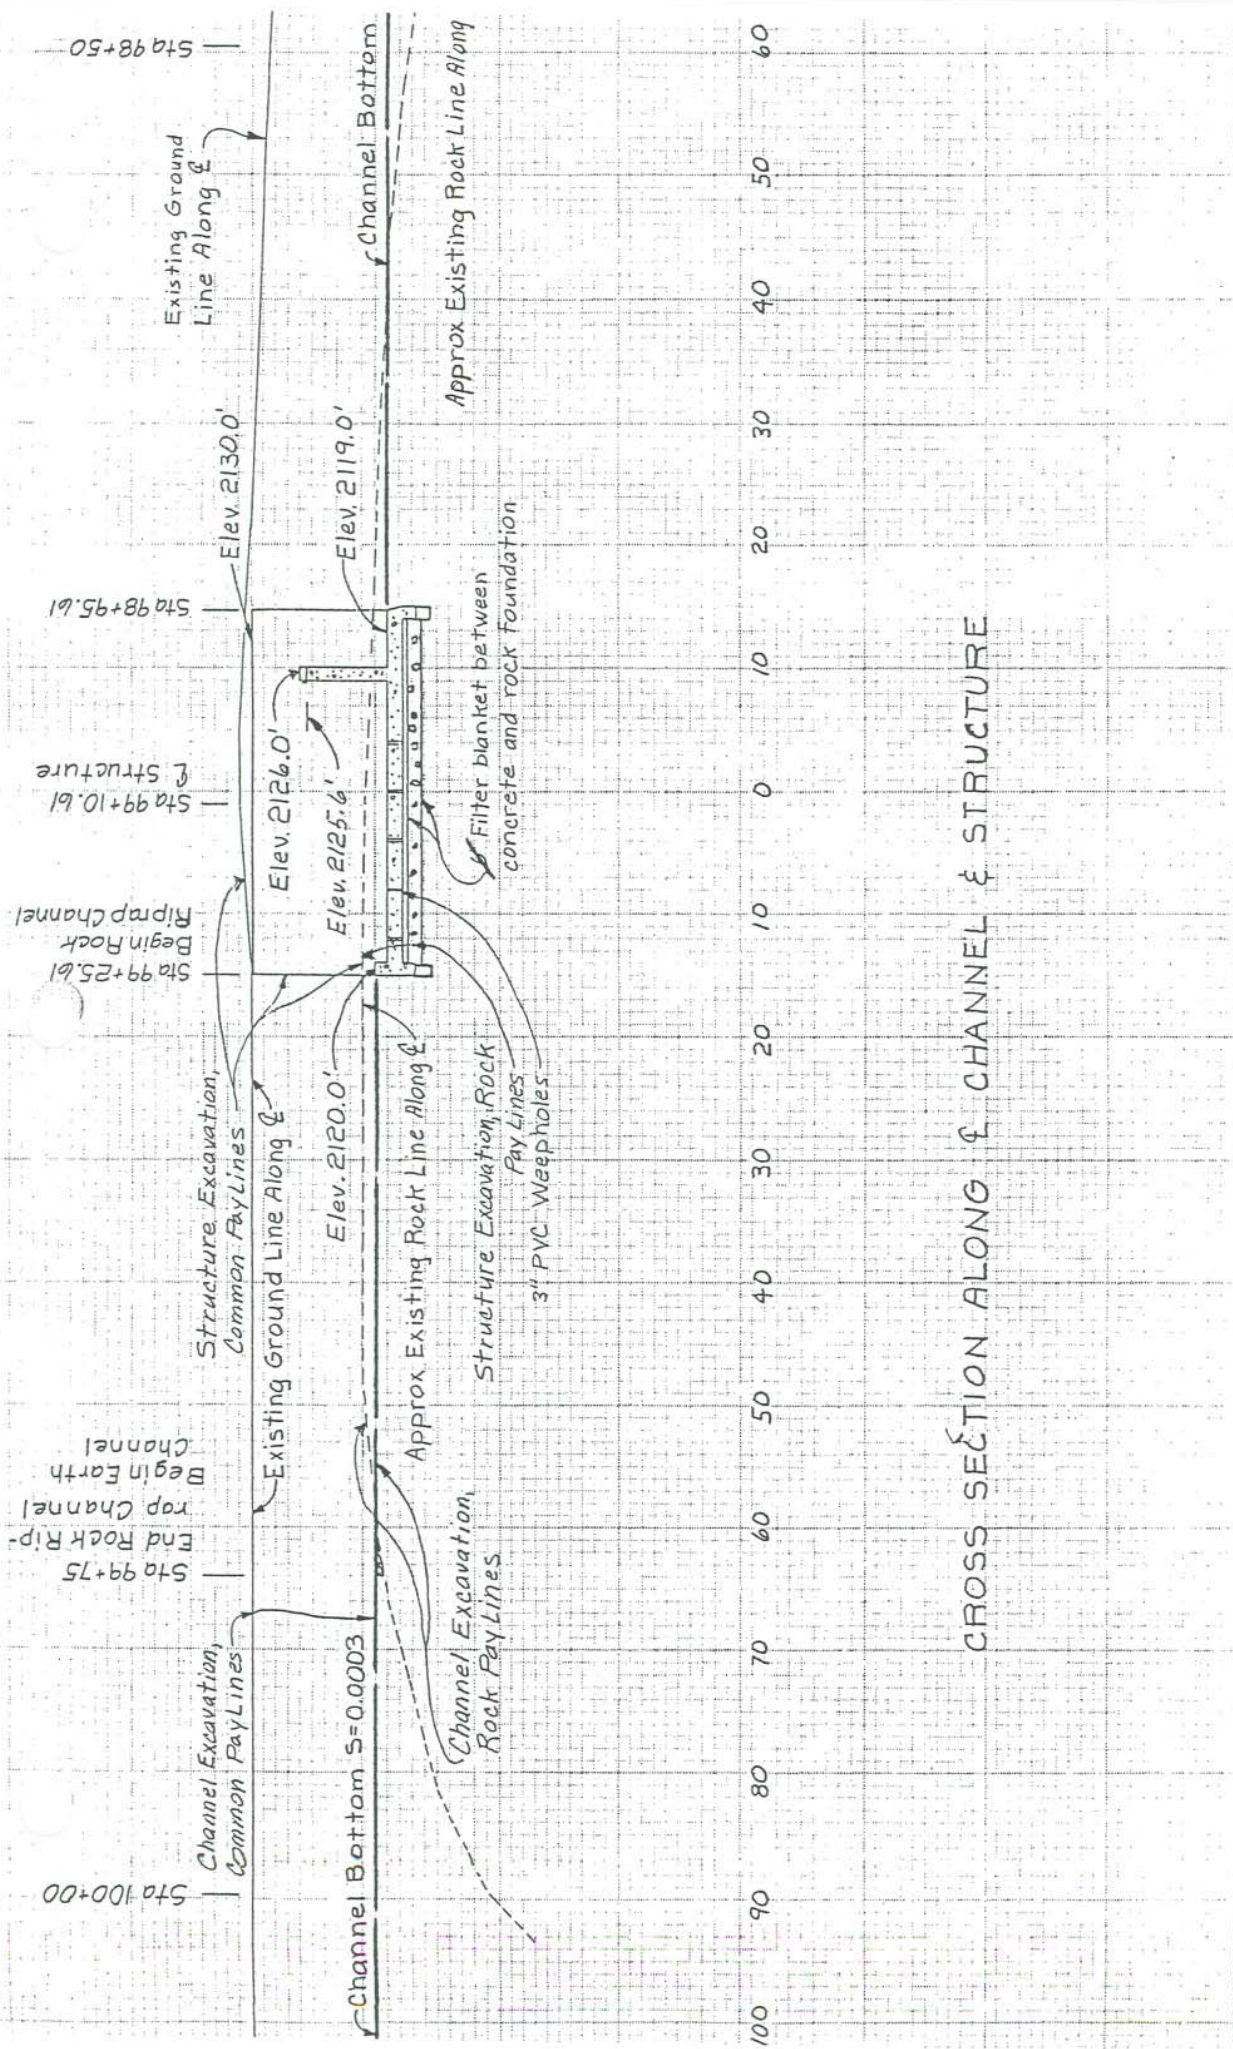 Sta 100+00
Channel Excavation,
Common Pay Lines
Sta 99+75
End Rock Rip-
rap Channel
Begin Earth
Channel
Structure Excavation,
Common Pay Lines
Existing Ground Line Along ℄
Sta 99+25.61
Begin Rock
Riprap Channel
Sta 99+10.61
℄ Structure
Sta 98+95.61
Elev. 2130.0'
Existing Ground
Line Along ℄
Sta 98+50
Channel Bottom S=0.0003
Elev. 2120.0'
Elev. 2126.0'
Elev. 2125.6'
Elev. 2119.0'
Channel Bottom
Channel Excavation,
Rock Pay Lines
Approx Existing Rock Line Along ℄
Structure Excavation, Rock
Pay Lines
3" PVC Weepholes
Filter blanket between
concrete and rock foundation
Approx Existing Rock Line Along
100 90 80 70 60 50 40 30 20 10 0 10 20 30 40 50 60
CROSS SECTION ALONG ℄ CHANNEL & STRUCTURE